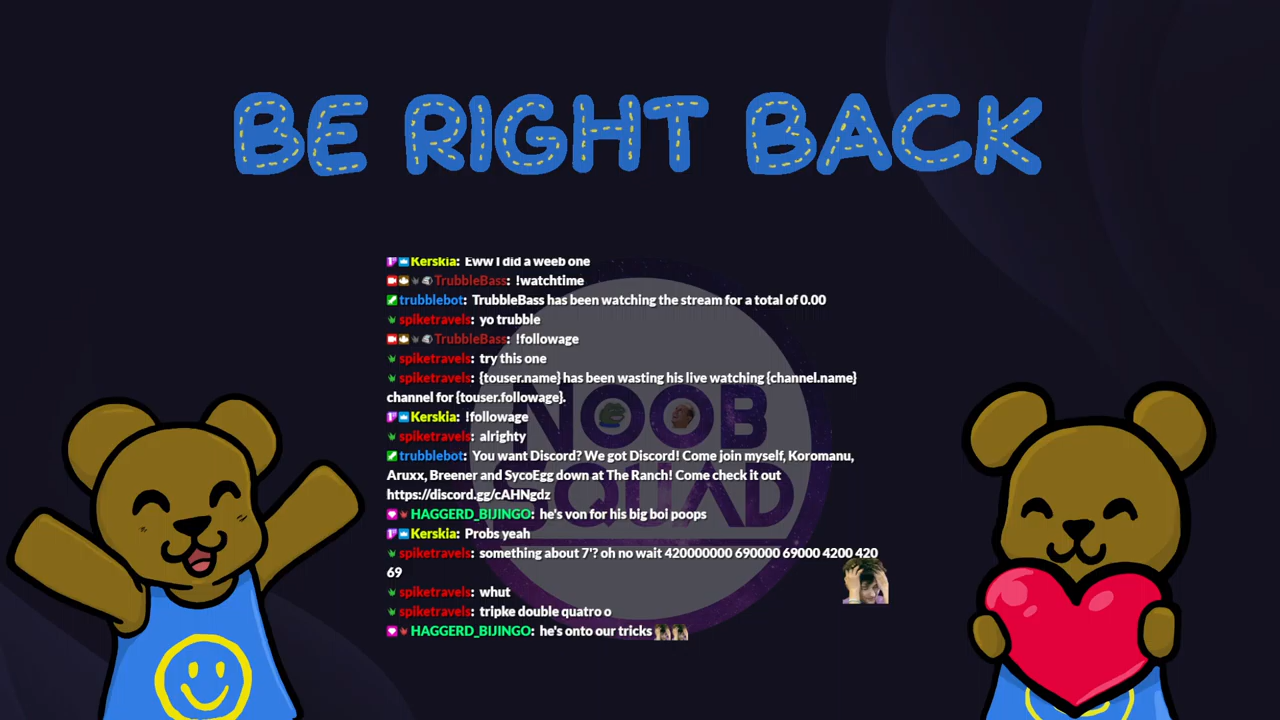 BE RIGHT BACK
Kerskia: Eww I did a weeb one
TrubbleBass: !watchtime
trubblebot: TrubbleBass has been watching the stream for a total of 0.00
spiketravels: yo trubble
TrubbleBass: !followage
spiketravels: try this one
spiketravels: {touser.name} has been wasting his live watching {channel.name}
channel for {touser.followage}.
Kerskia: !followage
spiketravels: alrighty
trubblebot: You want Discord? We got Discord! Come join myself, Koromanu,
Aruxx, Breener and SycoEgg down at The Ranch! Come check it out
https://discord.gg/cAHNgdz
HAGGERD_BIJINGO: he's von for his big boi poops
Kerskia: Probs yeah
spiketravels: something about 7'? oh no wait 420000000 690000 69000 4200 420
69
spiketravels: whut
spiketravels: tripke double quatro o
HAGGERD_BIJINGO: he's onto our tricks
NOOB
SQUAD